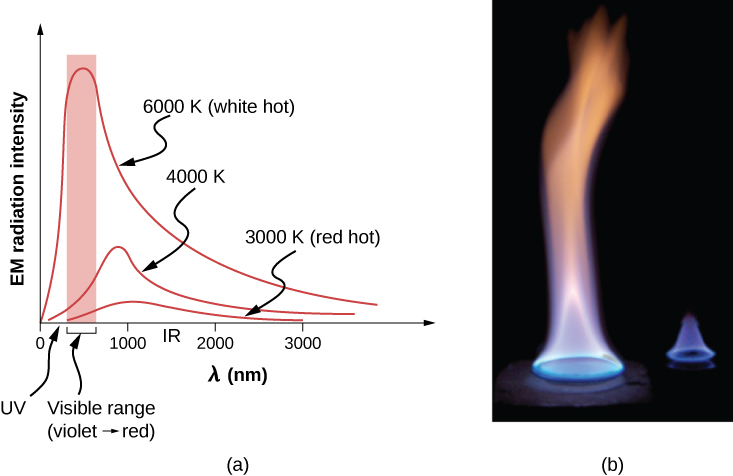 EM radiation intensity
6000 K (white hot)
4000 K
3000 K (red hot)
0
1000
IR
2000
3000
λ (nm)
UV
Visible range
(violet → red)
(a)
(b)